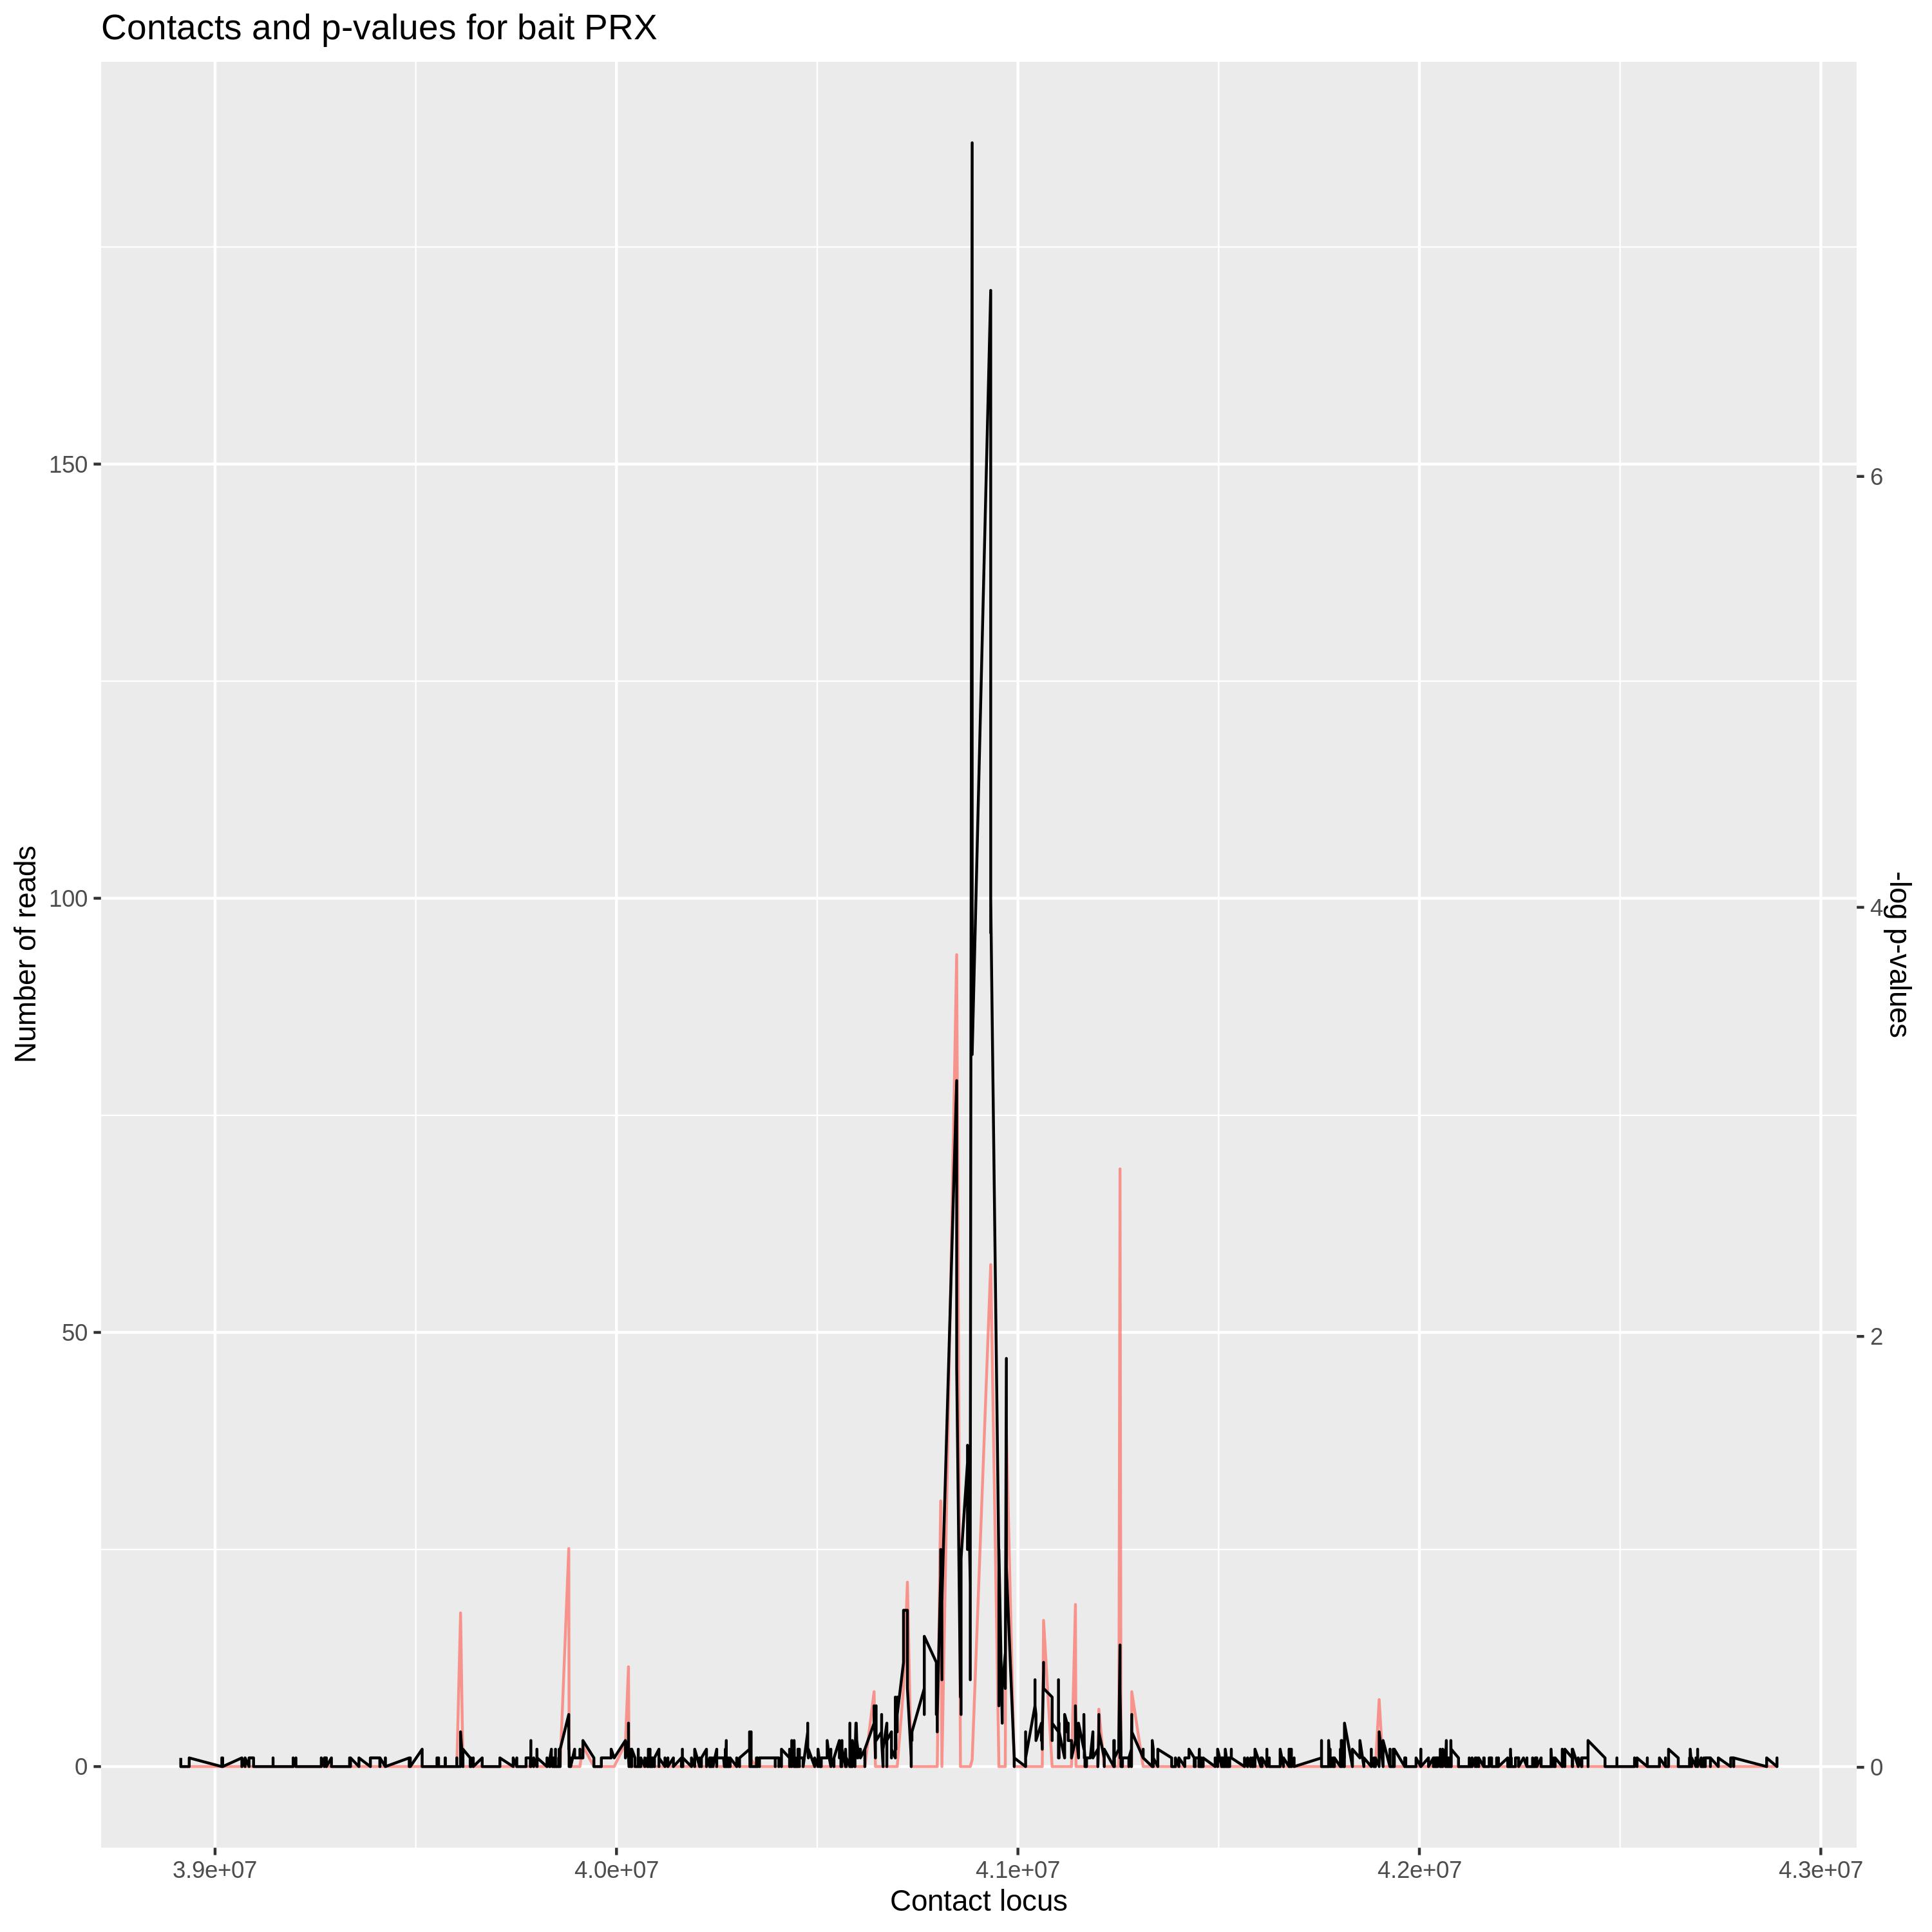 Contacts and p-values for bait PRX
Number of reads
150
100
50
0
6
4
2
0
-log p-values
3.9e+07
4.0e+07
4.1e+07
4.2e+07
4.3e+07
Contact locus